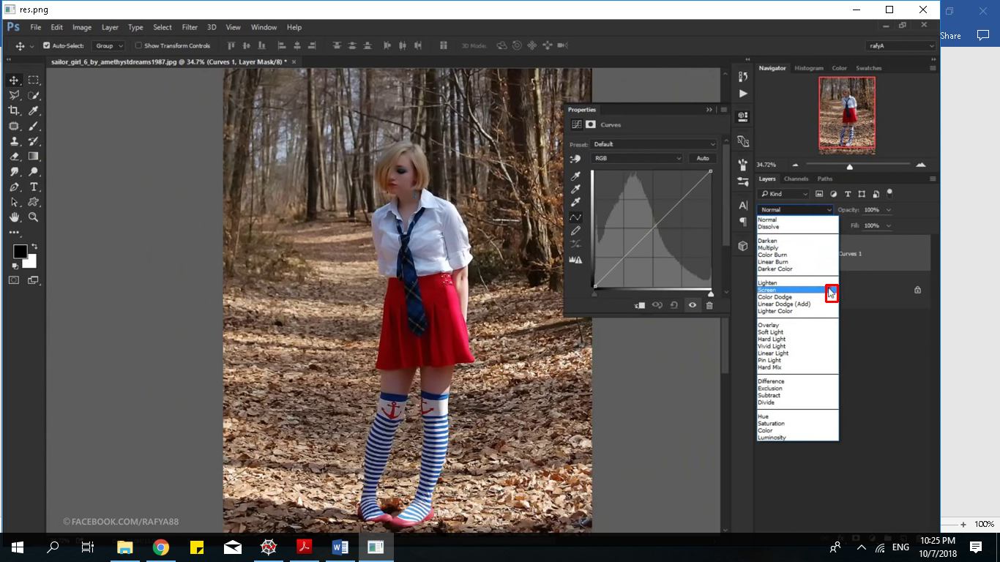 res.png
Share
Ps File Edit Image Layer Type Select Filter 3D View Window Help
Auto-Select: Group Show Transform Controls 3D Mode: rafyA
sailor_girl_6_by_amethystdreams1987.jpg @ 34.7% (Curves 1, Layer Mask/8) *
Navigator Histogram Color Swatches
Properties
Curves
Preset: Default
RGB Auto
34.72%
Layers Channels Paths
Kind
Normal Opacity: 100%
Fill: 100%
Normal
Dissolve
Darken
Multiply
Color Burn
Linear Burn
Darker Color
Curves 1
Lighten
Screen
Color Dodge
Linear Dodge (Add)
Lighter Color
Overlay
Soft Light
Hard Light
Vivid Light
Linear Light
Pin Light
Hard Mix
Difference
Exclusion
Subtract
Divide
Hue
Saturation
Color
Luminosity
©FACEBOOK.COM/RAFYA88
100%
ENG
10:25 PM
10/7/2018